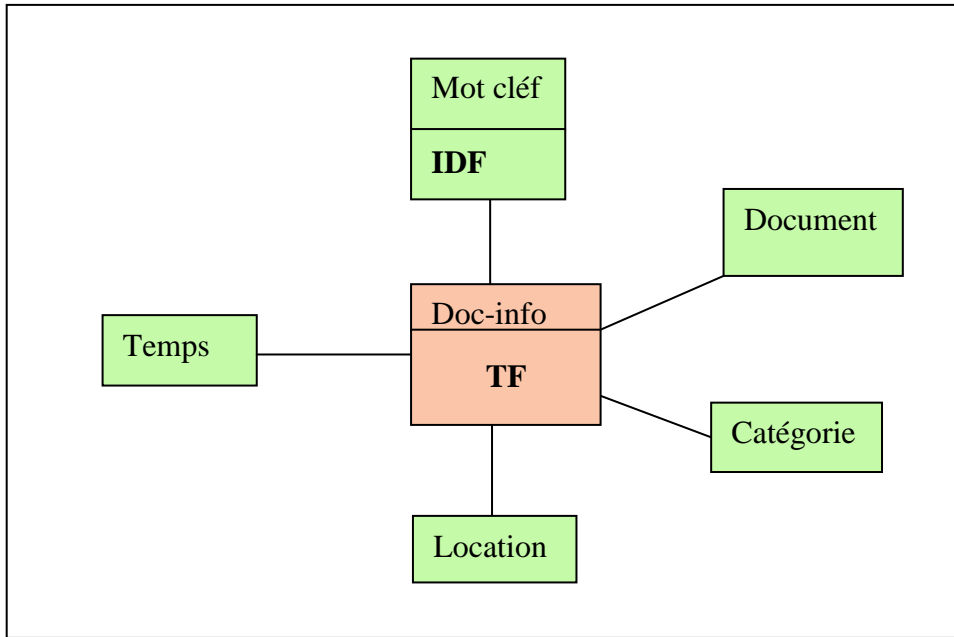 Mot cléf
IDF
Document
Doc-info
TF
Temps
Catégorie
Location